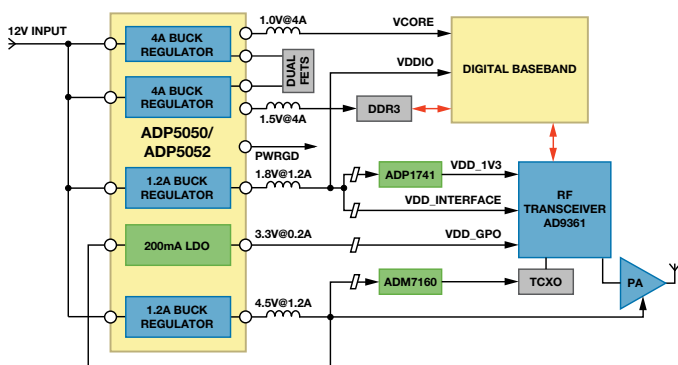 12V INPUT
4A BUCK
REGULATOR
4A BUCK
REGULATOR
ADP5050/
ADP5052
1.2A BUCK
REGULATOR
200mA LDO
1.2A BUCK
REGULATOR
1.0V@4A
DUAL
FETS
1.5V@4A
PWRGD
1.8V@1.2A
3.3V@0.2A
4.5V@1.2A
VCORE
VDDIO
DDR3
DIGITAL BASEBAND
ADP1741
VDD_1V3
VDD_INTERFACE
VDD_GPO
RF
TRANSCEIVER
AD9361
ADM7160
TCXO
PA